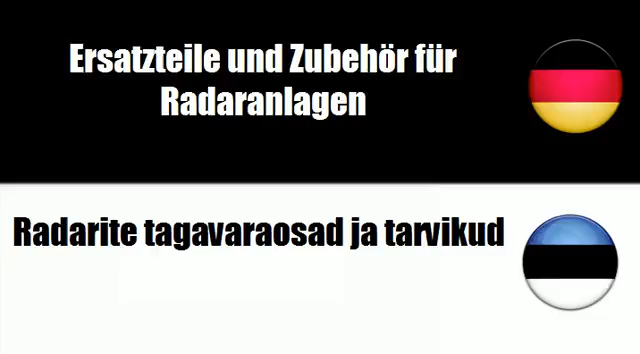 Ersatzteile und Zubehör für
Radaranlagen
Radarite tagavaraosad ja tarvikud